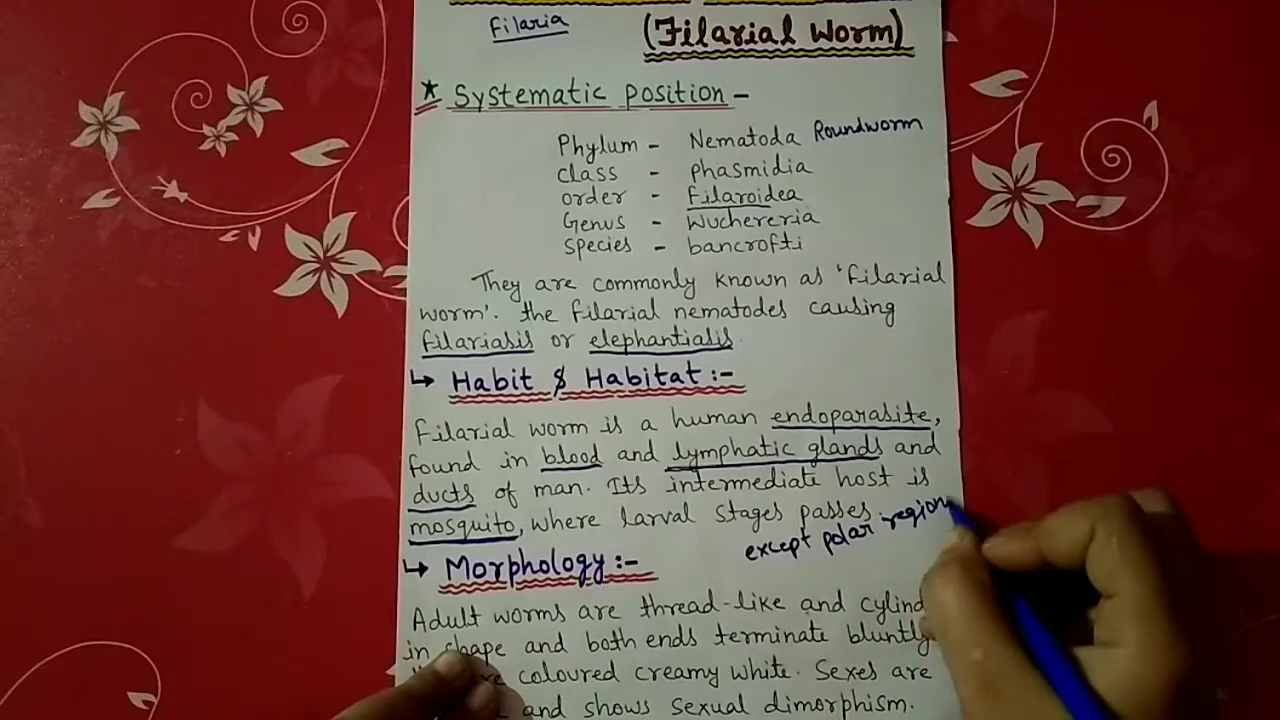 Filaria
(Filarial Worm)
* Systematic position -
Phylum - Nematoda Roundworm
class - phasmidia
order - Filaroidea
Genus - Wuchereria
species - bancrofti
They are commonly known as 'Filarial
worm'. the filarial nematodes causing
filariasis or elephantiasis.
↳ Habit & Habitat :-
Filarial worm is a human endoparasite,
found in blood and lymphatic glands and
ducts of man. Its intermediate host is
mosquito, where larval stages passes
except polar region
↳ Morphology :-
Adult worms are thread-like and cylind
in shape and both ends terminate bluntly
coloured creamy white. Sexes are
and shows sexual dimorphism.